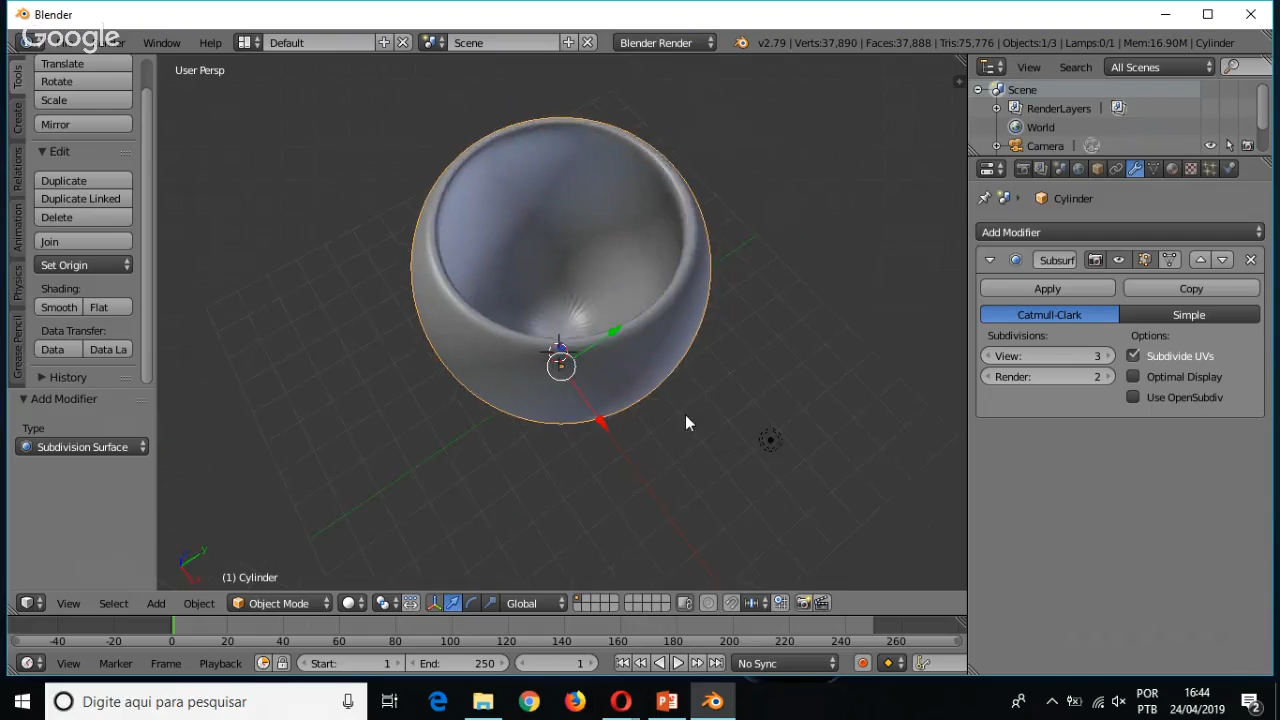 Blender
Google
Window Help Default Scene Blender Render v2.79 | Verts:37,890 | Faces:37,888 | Tris:75,776 | Objects:1/3 | Lamps:0/1 | Mem:16.90M | Cylinder
Tools
Create
Relations
Animation
Physics
Grease Pencil
Translate
Rotate
Scale
Mirror
Edit
Duplicate
Duplicate Linked
Delete
Join
Set Origin
Shading:
Smooth Flat
Data Transfer:
Data Data La
History
Add Modifier
Type
Subdivision Surface
User Persp
(1) Cylinder
View Search All Scenes
Scene
RenderLayers
World
Camera
Cylinder
Add Modifier
Subsurf
Apply Copy
Catmull-Clark Simple
Subdivisions: Options:
View: 3 Subdivide UVs
Render: 2 Optimal Display
Use OpenSubdiv
View Select Add Object Object Mode Global
-40 -20 0 20 40 60 80 100 120 140 160 180 200 220 240 260
View Marker Frame Playback Start: 1 End: 250 1 No Sync
Digite aqui para pesquisar
POR
PTB
16:44
24/04/2019
2